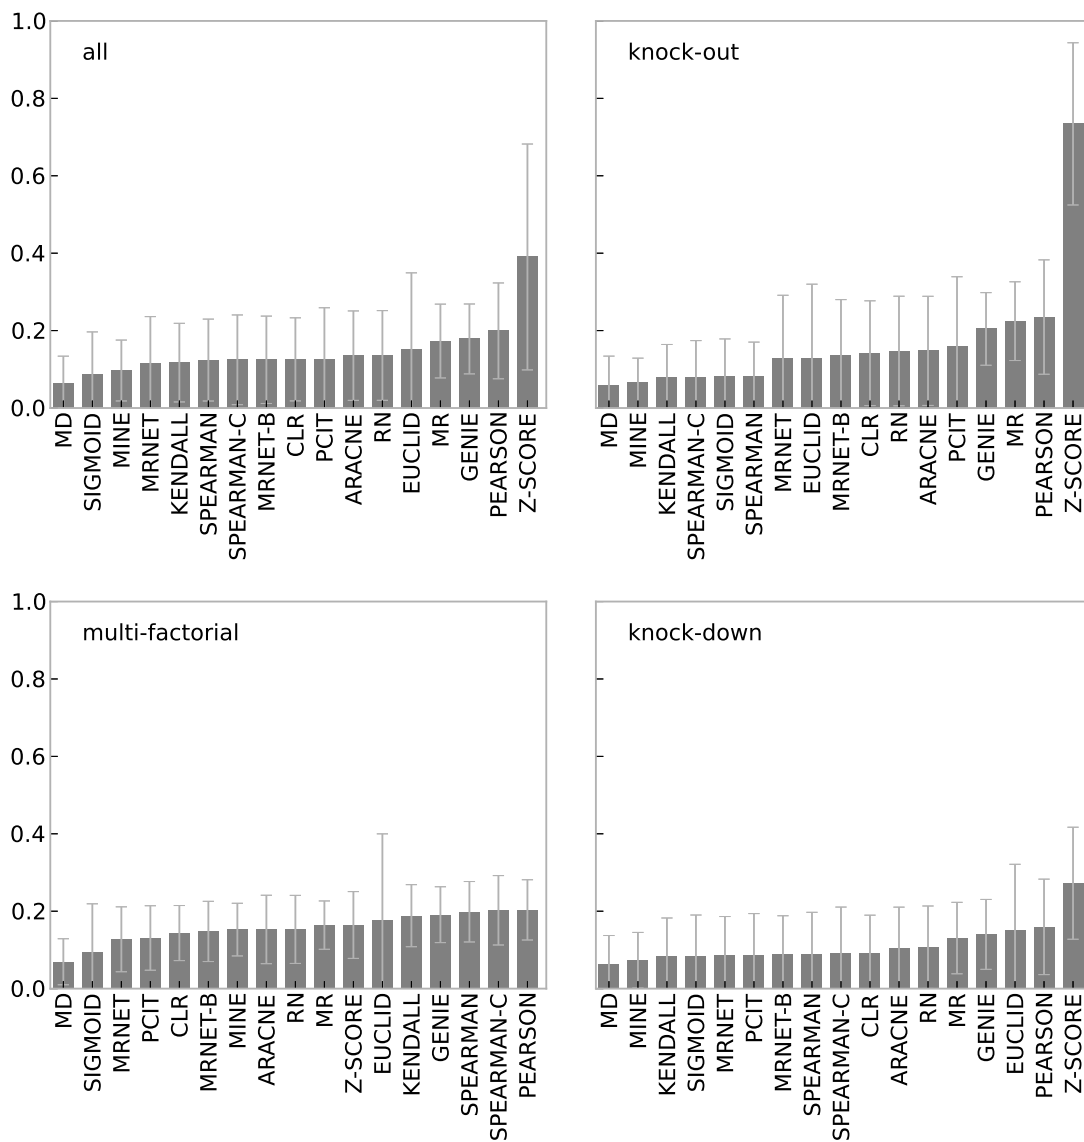 1.0
0.8
0.6
0.4
0.2
0.0
all
MD
SIGMOID
MINE
MRNET
KENDALL
SPEARMAN
SPEARMAN-C
MRNET-B
CLR
PCIT
ARACNE
RN
EUCLID
MR
GENIE
PEARSON
Z-SCORE
knock-out
MD
MINE
KENDALL
SPEARMAN-C
SIGMOID
SPEARMAN
MRNET
EUCLID
MRNET-B
CLR
RN
ARACNE
PCIT
GENIE
MR
PEARSON
Z-SCORE
1.0
0.8
0.6
0.4
0.2
0.0
multi-factorial
MD
SIGMOID
MRNET
PCIT
CLR
MRNET-B
MINE
ARACNE
RN
MR
Z-SCORE
EUCLID
KENDALL
GENIE
SPEARMAN
SPEARMAN-C
PEARSON
knock-down
MD
MINE
KENDALL
SIGMOID
MRNET
PCIT
MRNET-B
SPEARMAN
SPEARMAN-C
CLR
ARACNE
RN
MR
GENIE
EUCLID
PEARSON
Z-SCORE